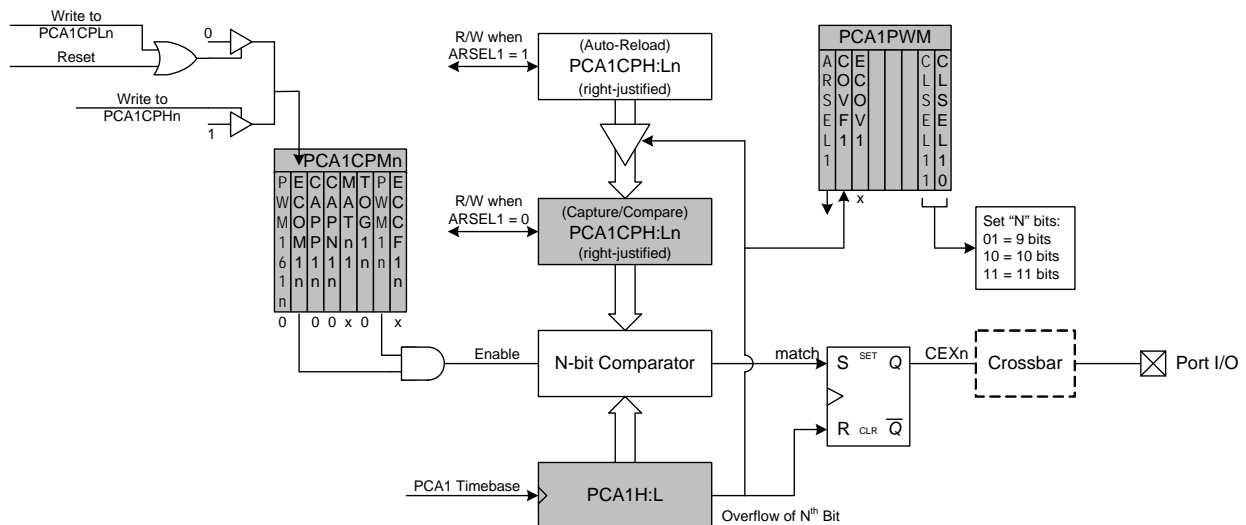 Write to
PCA1CPLn
Reset
0
Write to
PCA1CPHn
1
PCA1CPMn
PWM161n
ECOM1n
CAPP1n
CAPN1n
MATn1
TOG1n
PWM1n
ECCF1n
0
0
0
x
0
x
R/W when
ARSEL1 = 1
(Auto-Reload)
PCA1CPH:Ln
(right-justified)
R/W when
ARSEL1 = 0
(Capture/Compare)
PCA1CPH:Ln
(right-justified)
PCA1PWM
ARSEL1
COVF1
ECOV1
CLSEL11
CLSEL10
x
Set “N” bits:
01 = 9 bits
10 = 10 bits
11 = 11 bits
Enable
N-bit Comparator
match
S SET Q
R CLR Q
CEXn
Crossbar
Port I/O
PCA1 Timebase
PCA1H:L
Overflow of Nth Bit